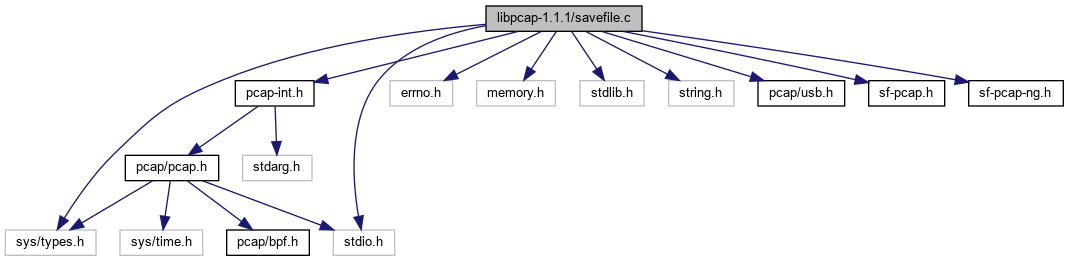 libpcap-1.1.1/savefile.c
pcap-int.h
errno.h
memory.h
stdlib.h
string.h
pcap/usb.h
sf-pcap.h
sf-pcap-ng.h
pcap/pcap.h
stdarg.h
sys/types.h
sys/time.h
pcap/bpf.h
stdio.h